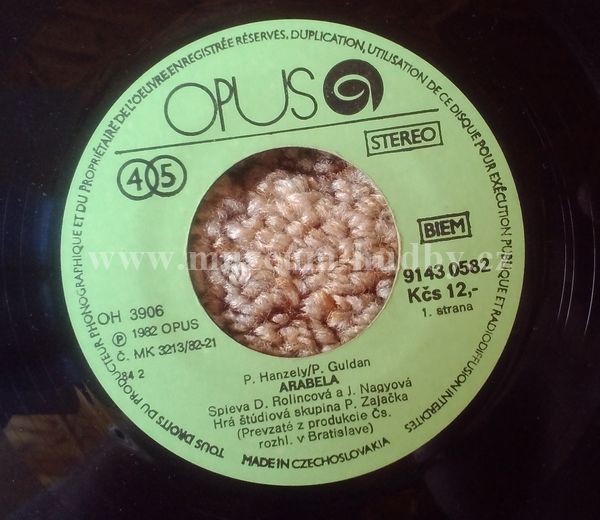 TOUS DROITS DU PRODUCTEUR PHONOGRAPHIQUE ET DU PROPRIÉTAIRE DE L'OEUVRE ENREGISTRÉE RÉSERVÉS. DUPLICATION, UTILISATION DE CE DISQUE POUR EXÉCUTION PUBLIQUE ET RADIODIFFUSION INTERDITES
OPUS
STEREO
45
BIEM
9143 0582
Kčs 12,-
1. strana
OH 3906
Ⓟ 1982 OPUS
Č. MK 3213/82-21
84 2
P. Hanzely/P. Guldan
ARABELA
Spieva D. Rolincová a J. Nagyová
Hrá štúdiová skupina P. Zajačka
(Prevzaté z produkcie Čs.
rozhl. v Bratislave)
MADE IN CZECHOSLOVAKIA